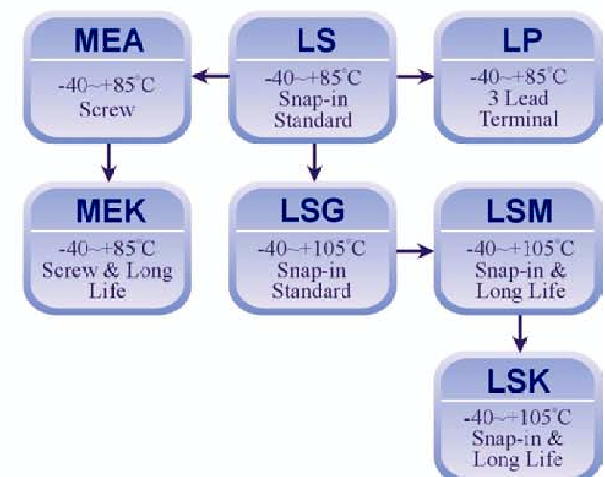 MEA
-40~+85°C
Screw
LS
-40~+85°C
Snap-in
Standard
LP
-40~+85°C
3 Lead
Terminal
MEK
-40~+85°C
Screw & Long
Life
LSG
-40~+105°C
Snap-in
Standard
LSM
-40~+105°C
Snap-in &
Long Life
LSK
-40~+105°C
Snap-in &
Long Life